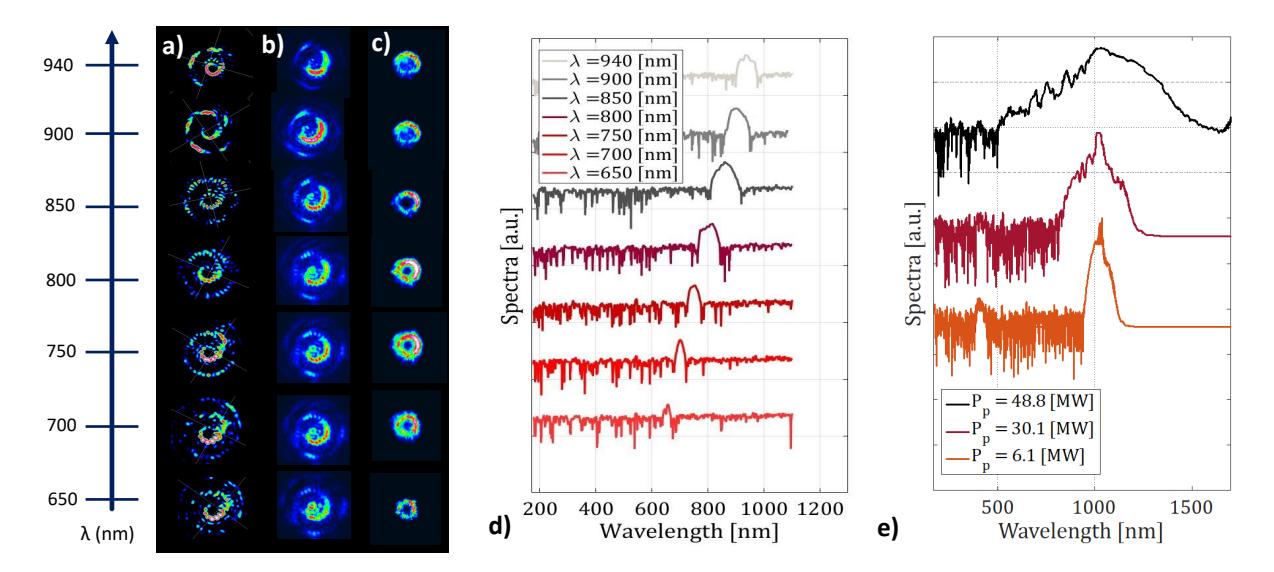 940
900
850
800
750
700
650
λ (nm)
a)
b)
c)
λ =940 [nm]
λ =900 [nm]
λ =850 [nm]
λ =800 [nm]
λ =750 [nm]
λ =700 [nm]
λ =650 [nm]
Spectra [a.u.]
200 400 600 800 1000 1200
Wavelength [nm]
d)
Spectra [a.u.]
P_p = 48.8 [MW]
P_p = 30.1 [MW]
P_p = 6.1 [MW]
500 1000 1500
Wavelength [nm]
e)